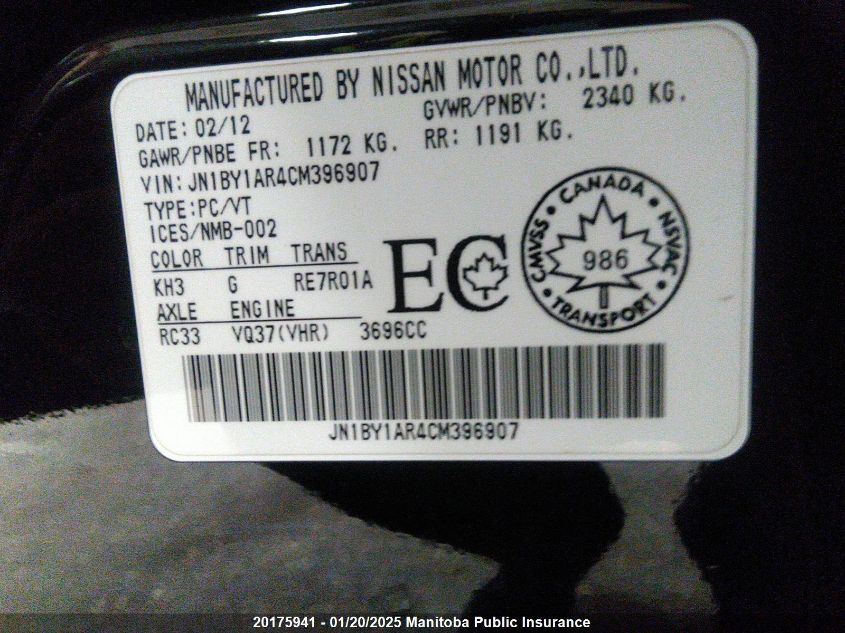 MANUFACTURED BY NISSAN MOTOR CO.,LTD.
DATE: 02/12 GVWR/PNBV: 2340 KG.
GAWR/PNBE FR: 1172 KG. RR: 1191 KG.
VIN: JN1BY1AR4CM396907
TYPE:PC/VT
ICES/NMB-002
COLOR TRIM TRANS
KH3 G RE7R01A
AXLE ENGINE
RC33 VQ37(VHR) 3696CC
EC
CANADA
CMVSS 986 NSVAC
TRANSPORT
JN1BY1AR4CM396907
20175941 - 01/20/2025 Manitoba Public Insurance